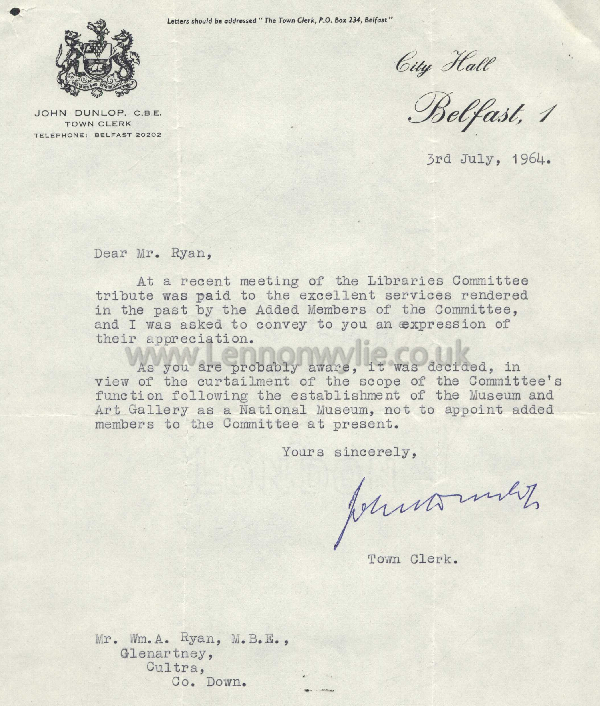 Letters should be addressed "The Town Clerk, P.O. Box 234, Belfast"
City Hall
Belfast, 1
JOHN DUNLOP, C.B.E.
TOWN CLERK
TELEPHONE: BELFAST 20202
3rd July, 1964.
Dear Mr. Ryan,
At a recent meeting of the Libraries Committee
tribute was paid to the excellent services rendered
in the past by the Added Members of the Committee,
and I was asked to convey to you an expression of
their appreciation.
www.Lennonwylie.co.uk
As you are probably aware, it was decided, in
view of the curtailment of the scope of the Committee's
function following the establishment of the Museum and
Art Gallery as a National Museum, not to appoint added
members to the Committee at present.
Yours sincerely,
John Dunlop
Town Clerk.
Mr. Wm.A. Ryan, M.B.E.,
Glenartney,
Cultra,
Co. Down.